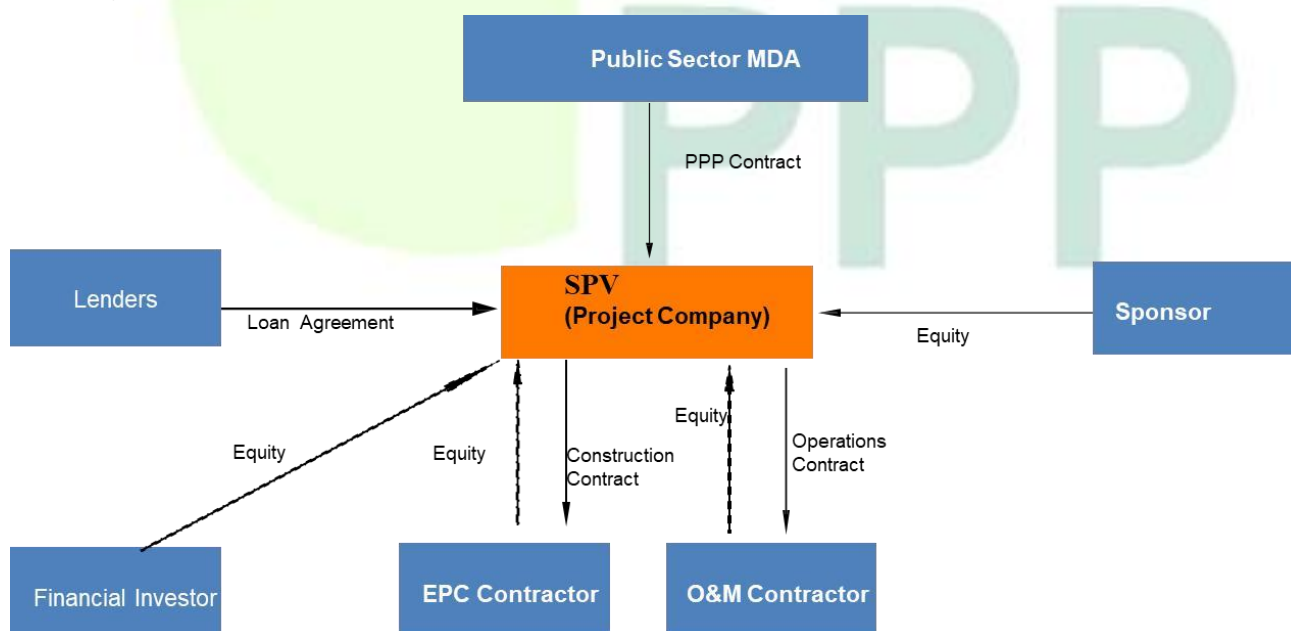 PPP
Public Sector MDA
PPP Contract
Lenders
Loan Agreement
SPV
(Project Company)
Equity
Sponsor
Equity
Equity
Construction
Contract
Equity
Operations
Contract
Financial Investor
EPC Contractor
O&M Contractor